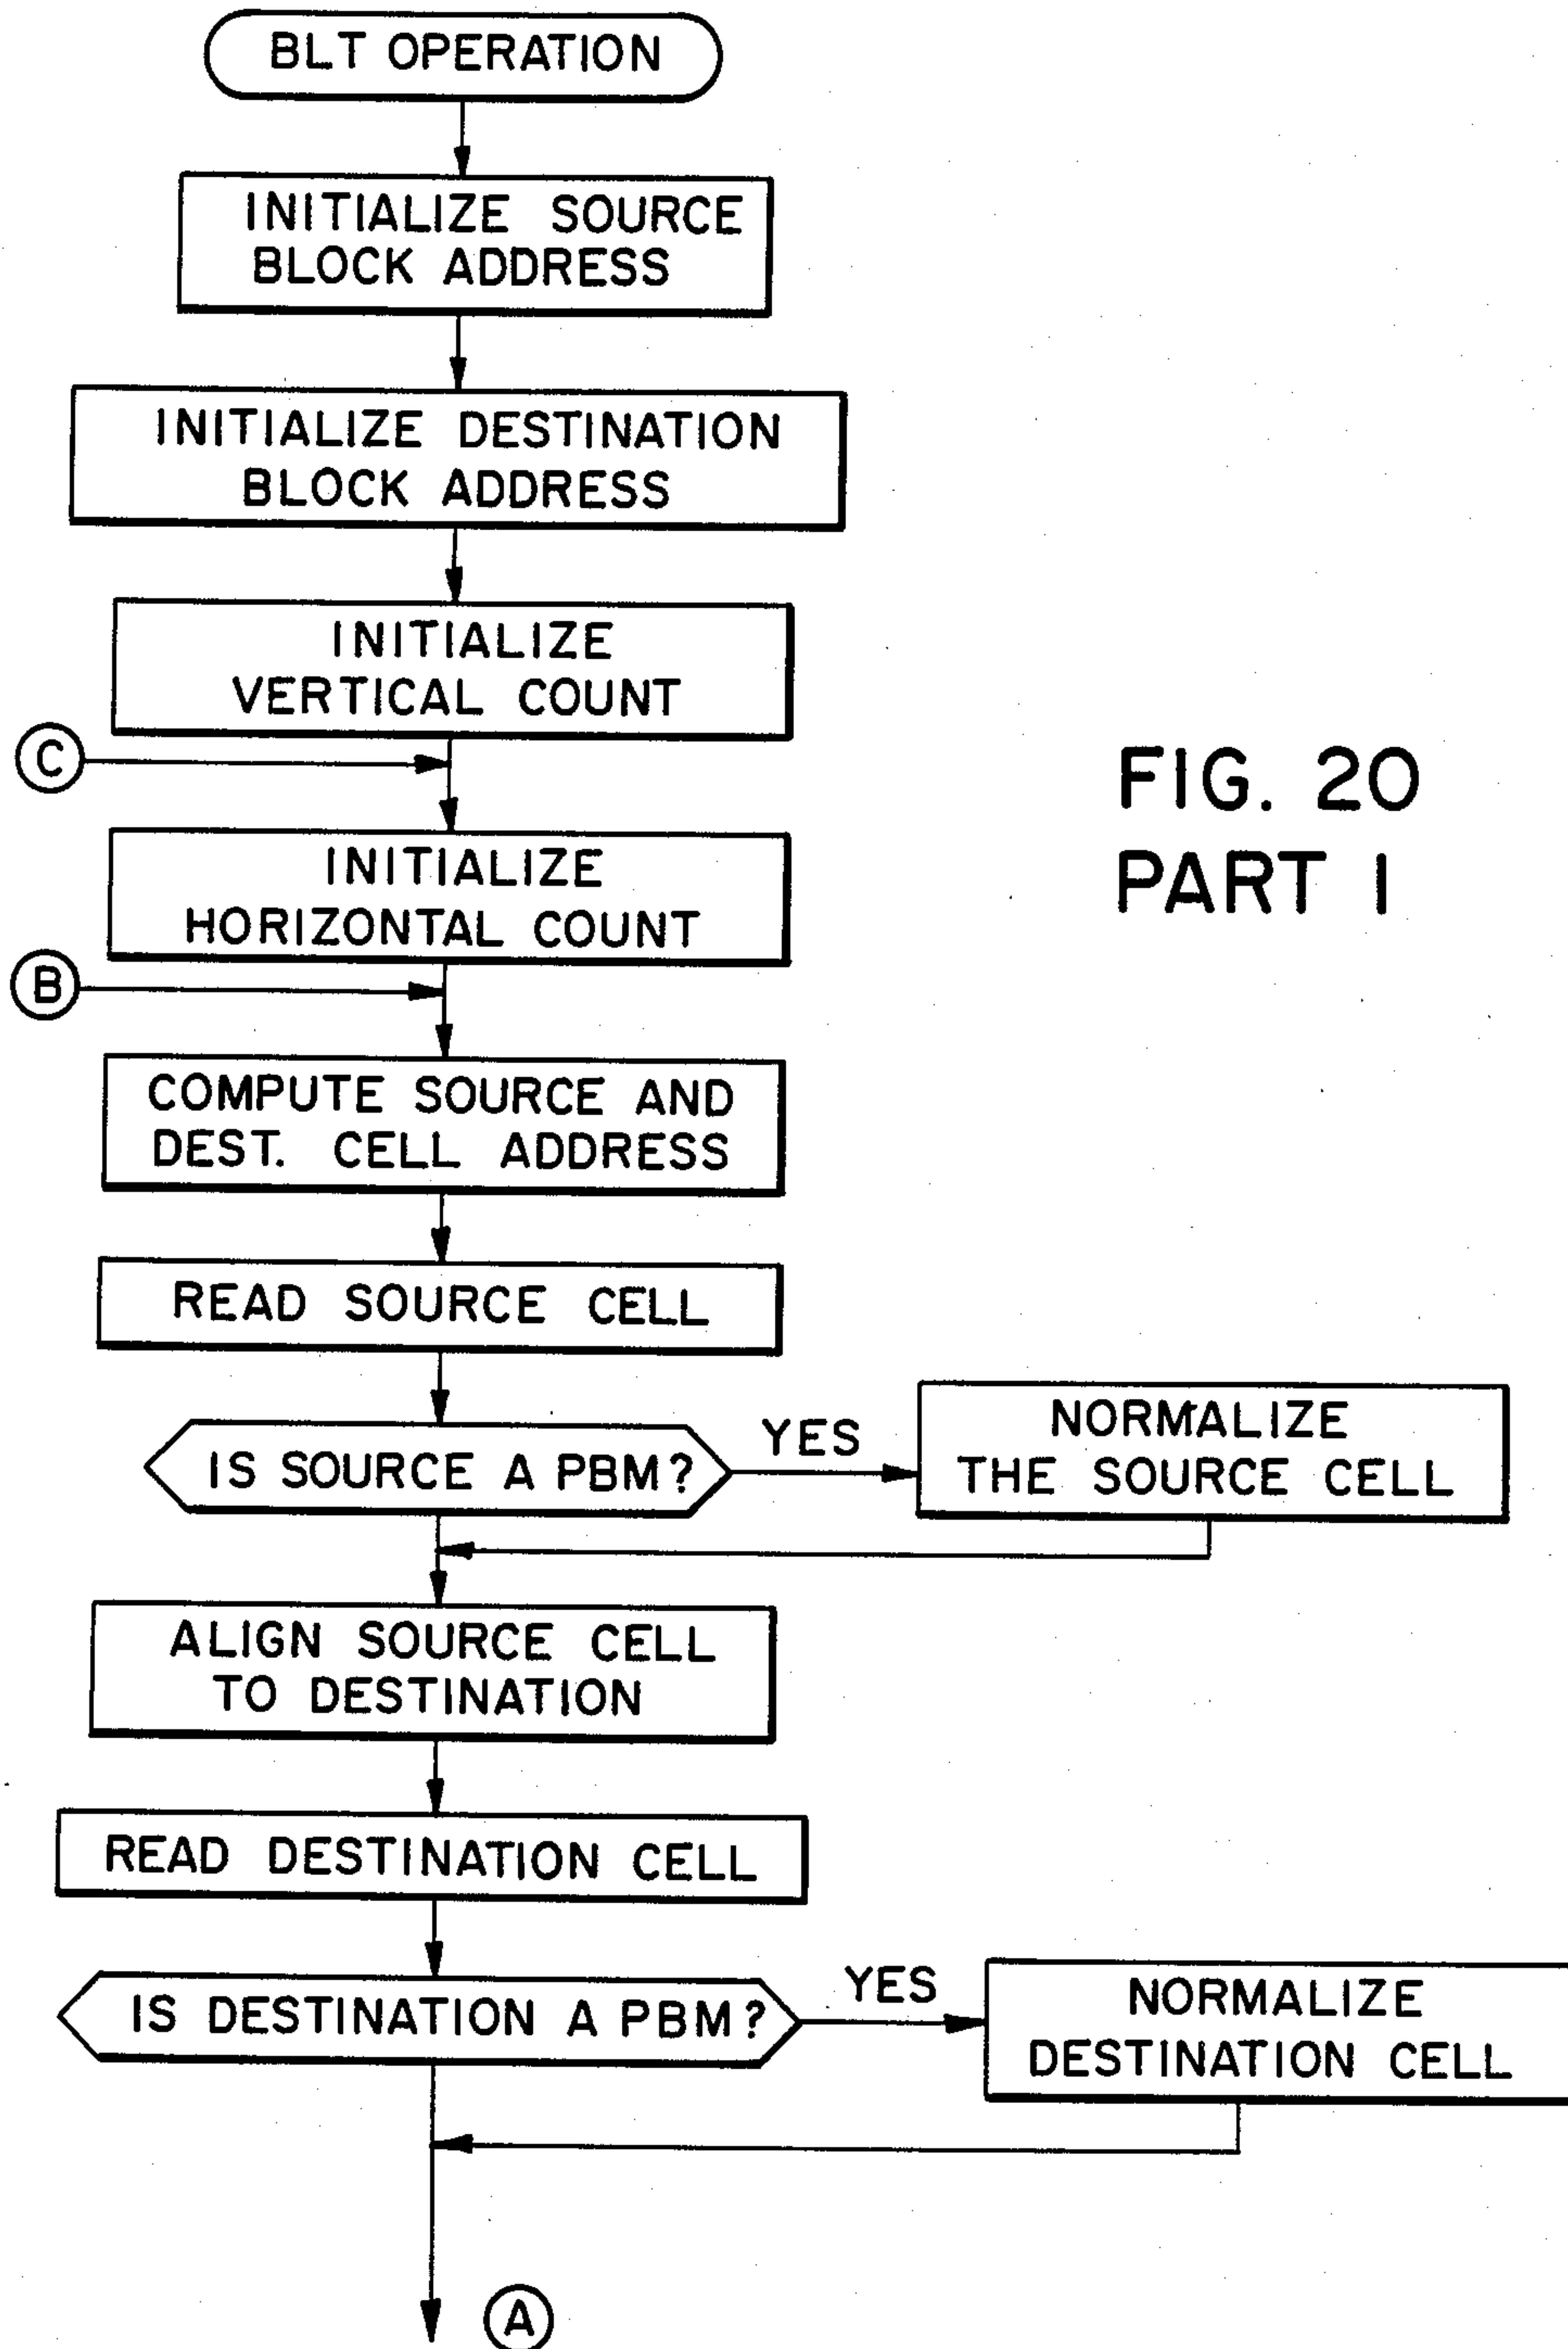 BLT OPERATION
INITIALIZE SOURCE
BLOCK ADDRESS
INITIALIZE DESTINATION
BLOCK ADDRESS
INITIALIZE
VERTICAL COUNT
C
FIG. 20
PART 1
INITIALIZE
HORIZONTAL COUNT
B
COMPUTE SOURCE AND
DEST. CELL ADDRESS
READ SOURCE CELL
IS SOURCE A PBM?
YES
NORMALIZE
THE SOURCE CELL
ALIGN SOURCE CELL
TO DESTINATION
READ DESTINATION CELL
IS DESTINATION A PBM?
YES
NORMALIZE
DESTINATION CELL
A